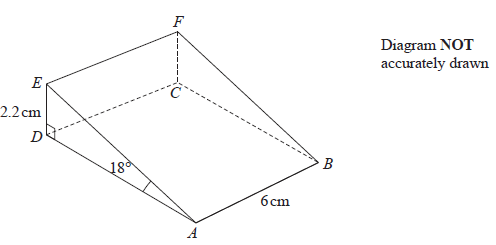 F
Diagram NOT
accurately drawn
E
C
2.2 cm
D
18°
B
6 cm
A